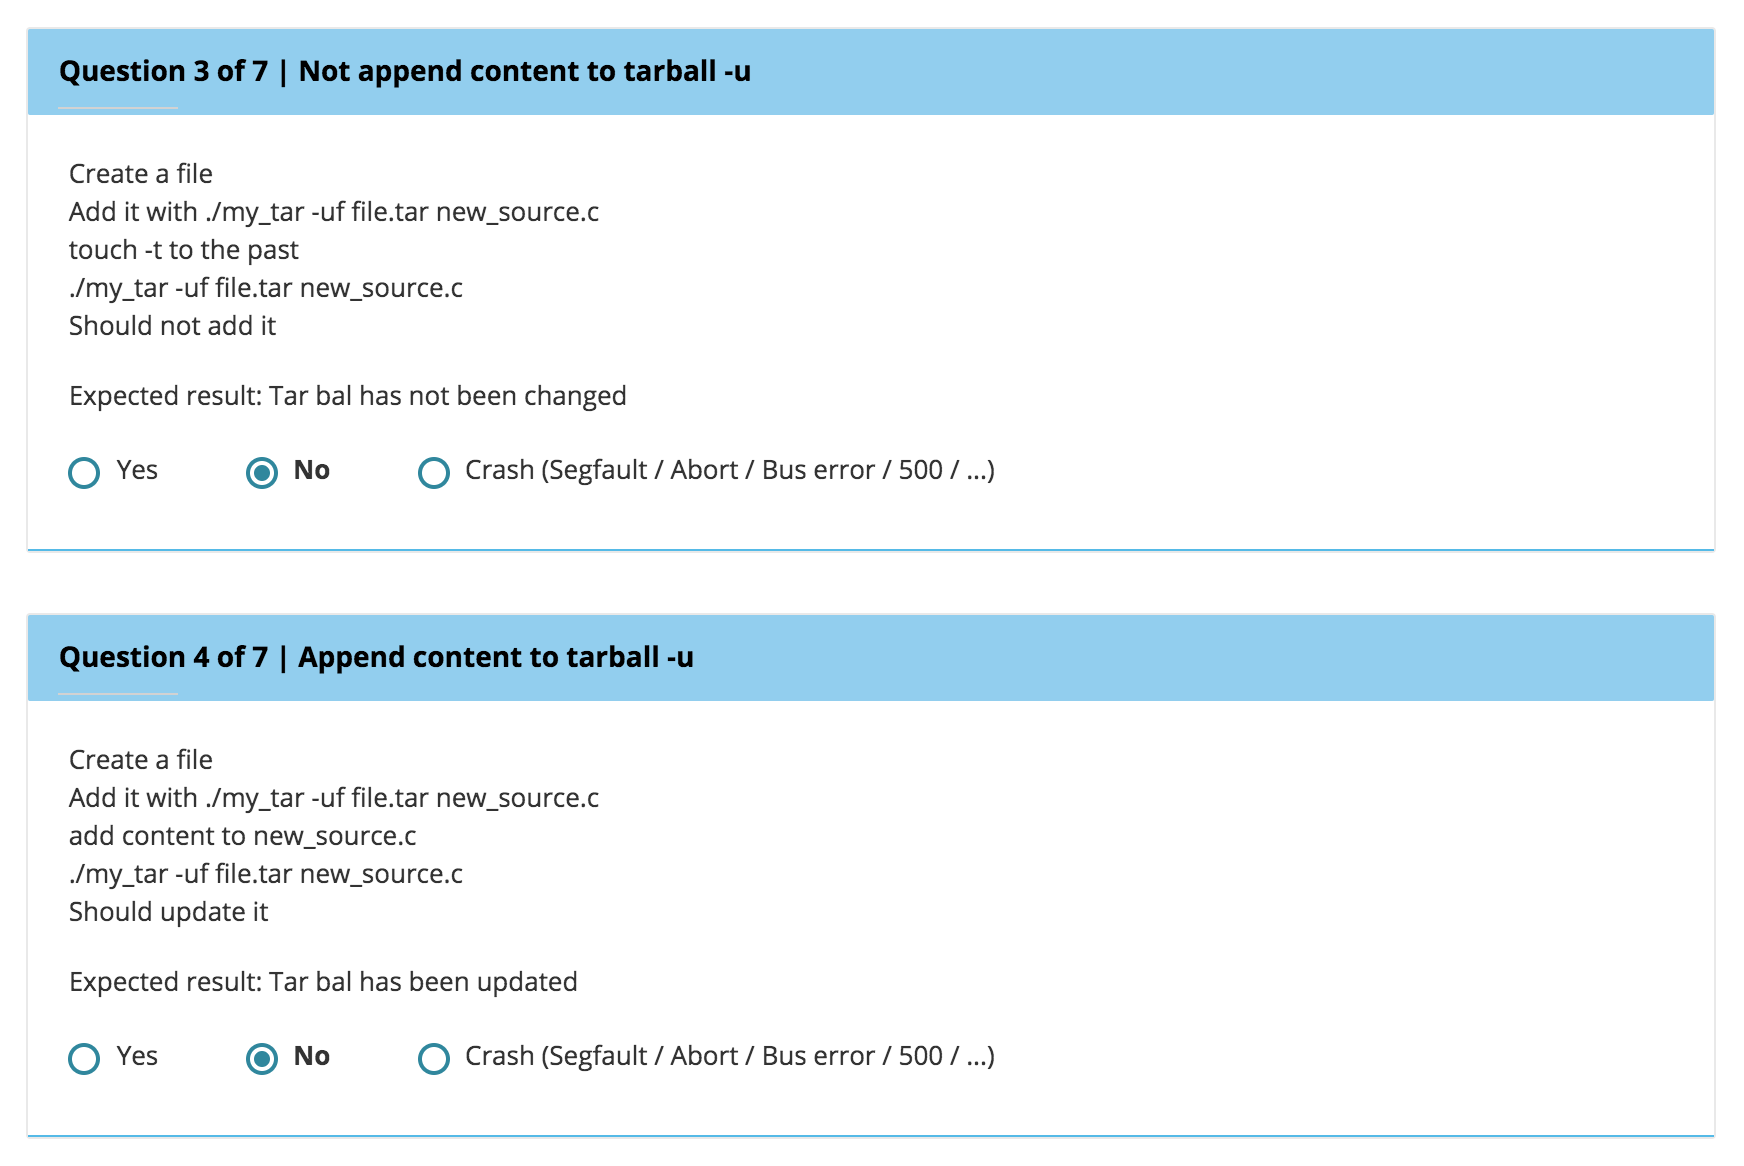 Question 3 of 7 | Not append content to tarball -u
Create a file
Add it with ./my_tar -uf file.tar new_source.c
touch -t to the past
./my_tar -uf file.tar new_source.c
Should not add it
Expected result: Tar bal has not been changed
Yes No Crash (Segfault / Abort / Bus error / 500 / ...)
Question 4 of 7 | Append content to tarball -u
Create a file
Add it with ./my_tar -uf file.tar new_source.c
add content to new_source.c
./my_tar -uf file.tar new_source.c
Should update it
Expected result: Tar bal has been updated
Yes No Crash (Segfault / Abort / Bus error / 500 / ...)